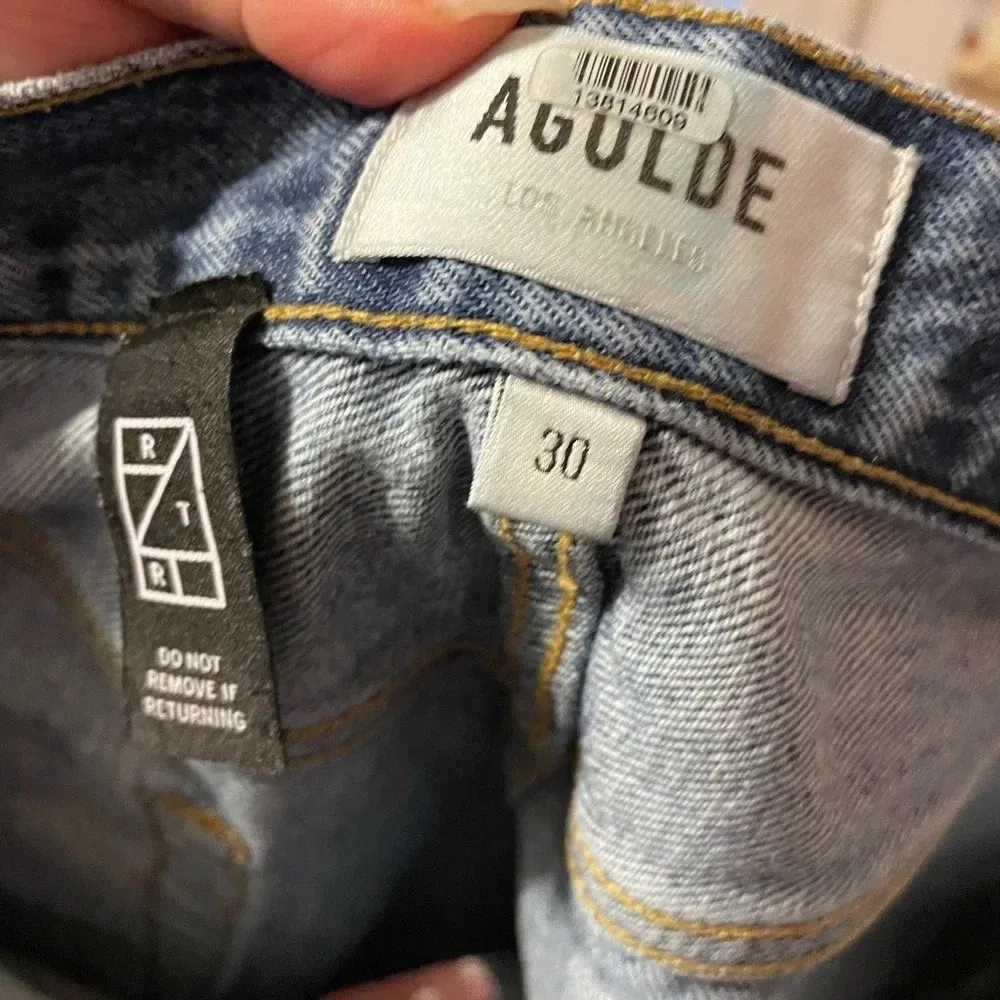 13814609
AGOLDE
LOS ANGELES
30
R
T
R
DO NOT
REMOVE IF
RETURNING